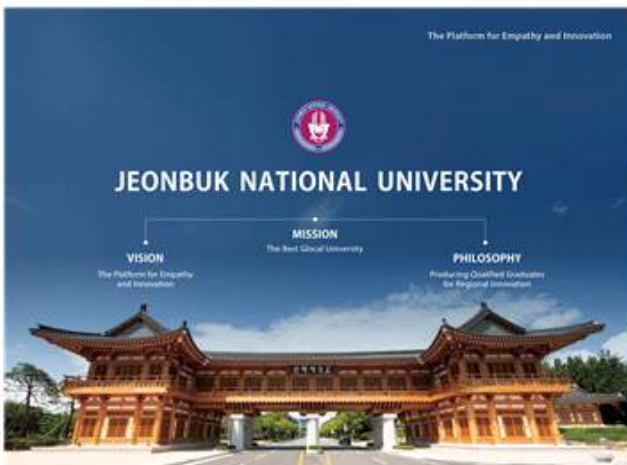 The Platform for Empathy and Innovation
JEONBUK NATIONAL UNIVERSITY
MISSION
The Best Glocal University
VISION
The Platform for Empathy
and Innovation
PHILOSOPHY
Producing Qualified Graduates
for Regional Innovation